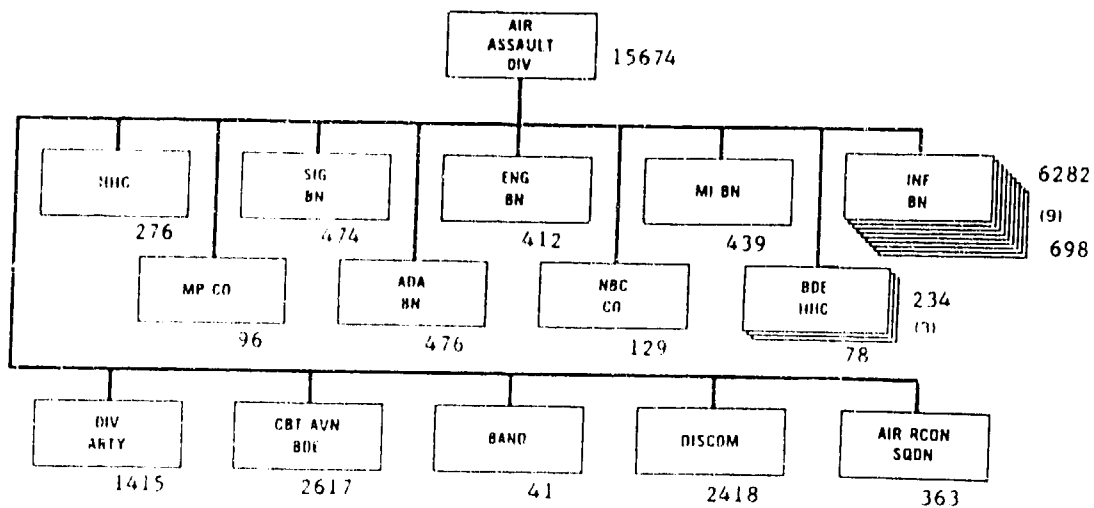 AIR
ASSAULT
DIV
15674
HHC
276
SIG
BN
474
ENG
BN
412
MI BN
439
INF
BN
6282
(9)
698
MP CO
96
ADA
BN
476
NBC
CO
129
BDE
HHC
234
(3)
78
DIV
ARTY
1415
CBT AVN
BDE
2617
BAND
41
DISCOM
2418
AIR RCON
SQDN
363